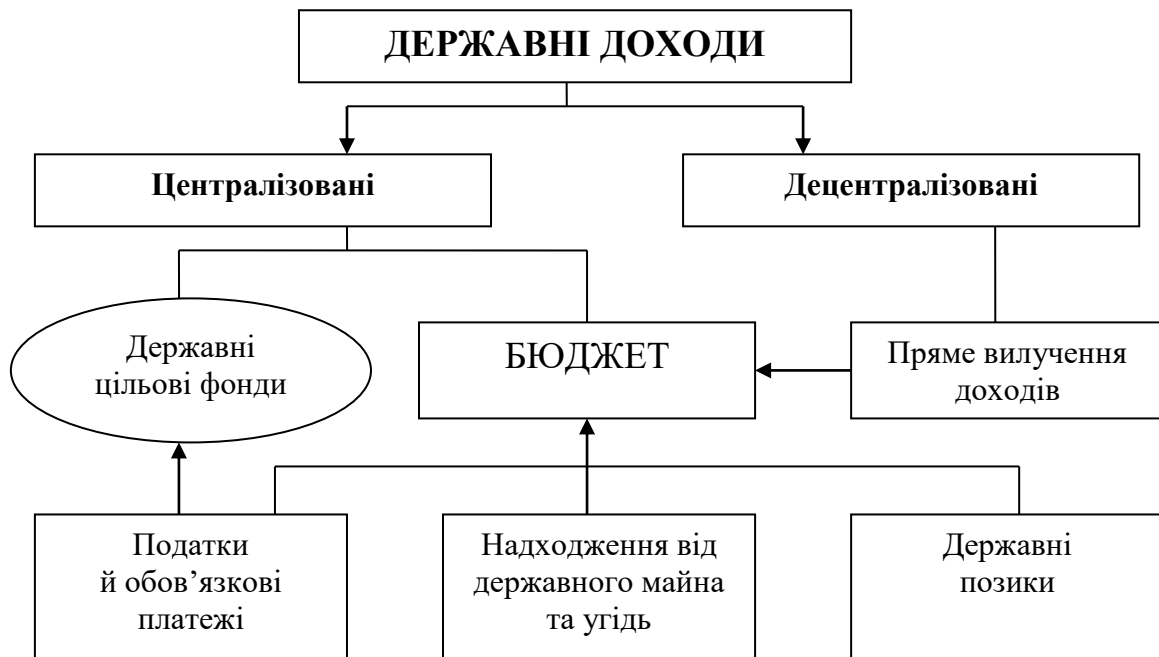 ДЕРЖАВНІ ДОХОДИ
Централізовані
Децентралізовані
Державні
цільові фонди
БЮДЖЕТ
Пряме вилучення
доходів
Податки
й обов’язкові
платежі
Надходження від
державного майна
та угідь
Державні
позики